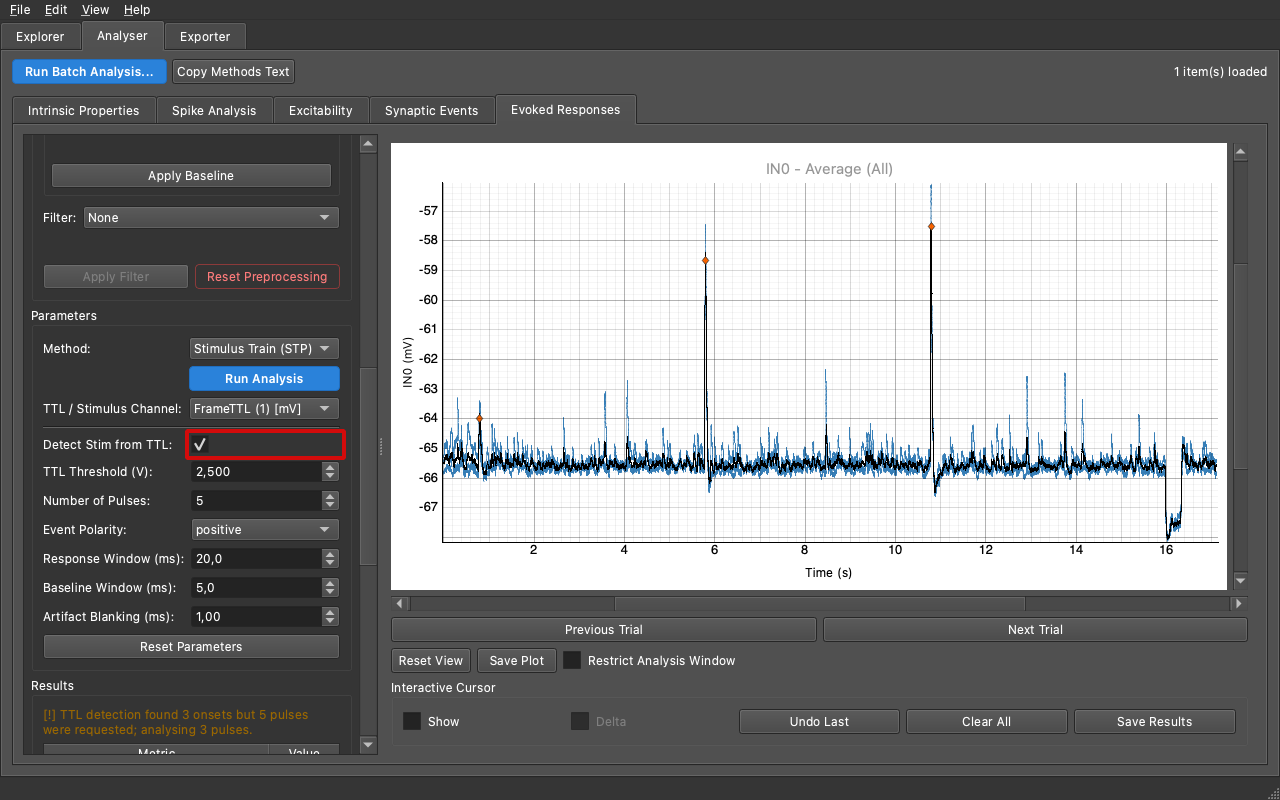 File Edit View Help
Explorer Analyser Exporter
Run Batch Analysis... Copy Methods Text 1 item(s) loaded
Intrinsic Properties Spike Analysis Excitability Synaptic Events Evoked Responses
Apply Baseline
Filter: None
Apply Filter Reset Preprocessing
Parameters
Method: Stimulus Train (STP)
Run Analysis
TTL / Stimulus Channel: FrameTTL (1) [mV]
Detect Stim from TTL:
TTL Threshold (V): 2,500
Number of Pulses: 5
Event Polarity: positive
Response Window (ms): 20,0
Baseline Window (ms): 5,0
Artifact Blanking (ms): 1,00
Reset Parameters
Results
[!] TTL detection found 3 onsets but 5 pulses
were requested; analysing 3 pulses.
Metric Value
IN0 - Average (All)
-57
-58
-59
-60
-61
-62
-63
-64
-65
-66
-67
IN0 (mV)
2 4 6 8 10 12 14 16
Time (s)
Previous Trial Next Trial
Reset View Save Plot Restrict Analysis Window
Interactive Cursor
Show Delta Undo Last Clear All Save Results